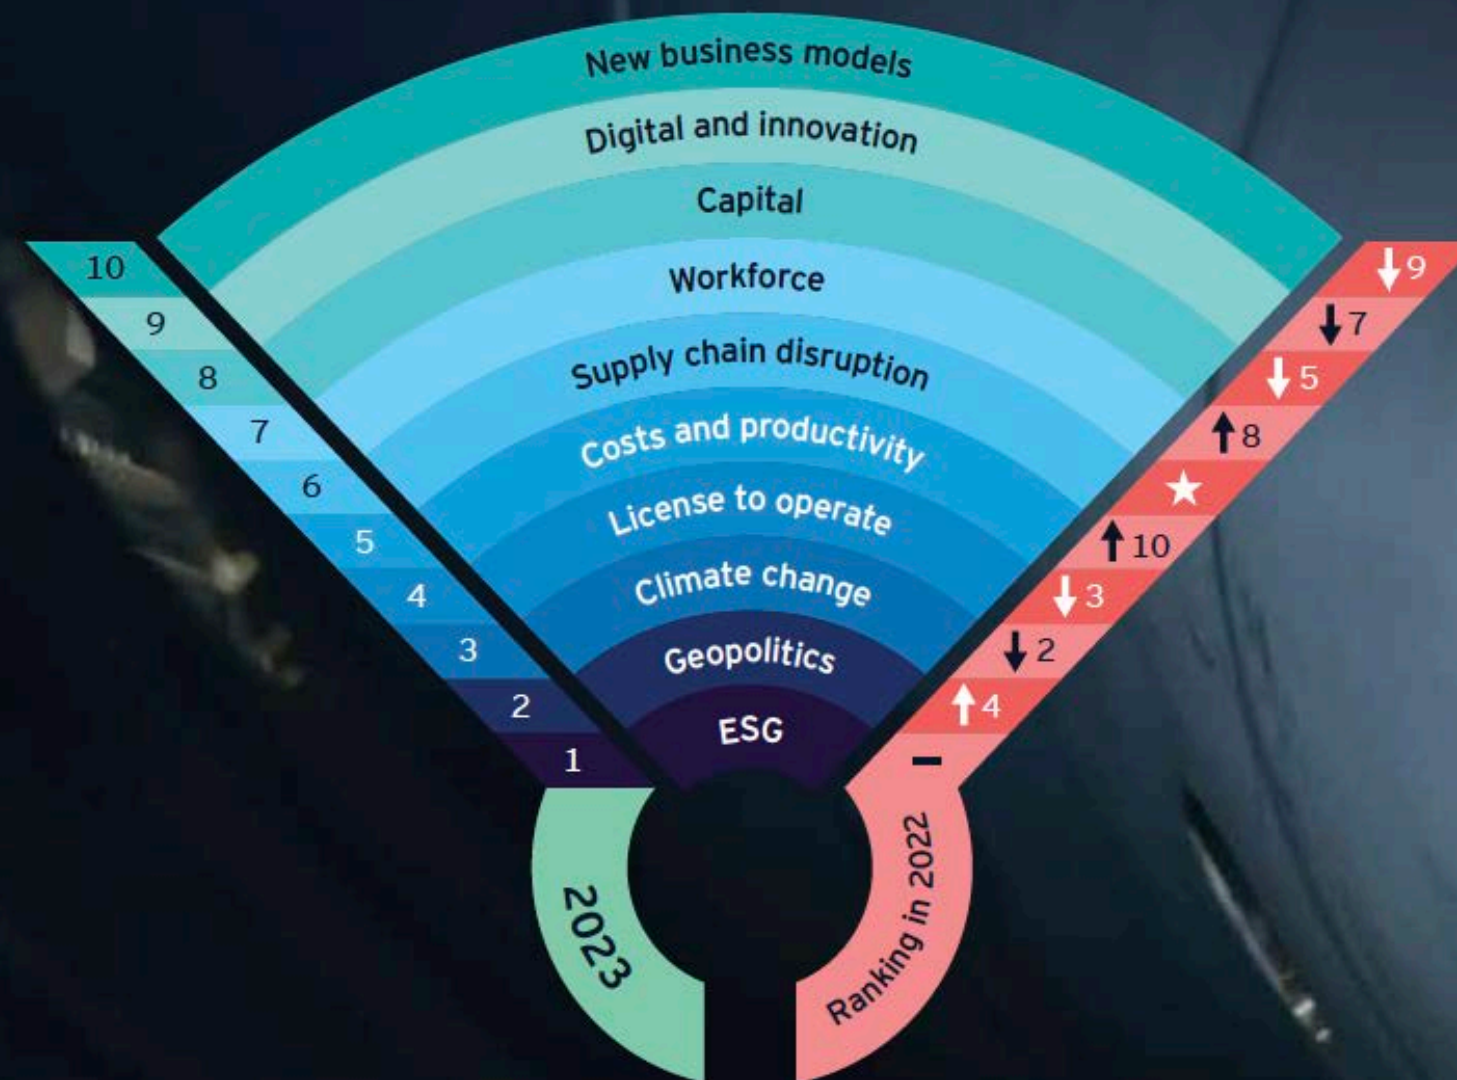 New business models
Digital and innovation
Capital
Workforce
Supply chain disruption
Costs and productivity
License to operate
Climate change
Geopolitics
ESG
10
9
8
7
6
5
4
3
2
1
2023
↓9
↓7
↓5
↑8
★
↑10
↓3
↓2
↑4
–
Ranking in 2022